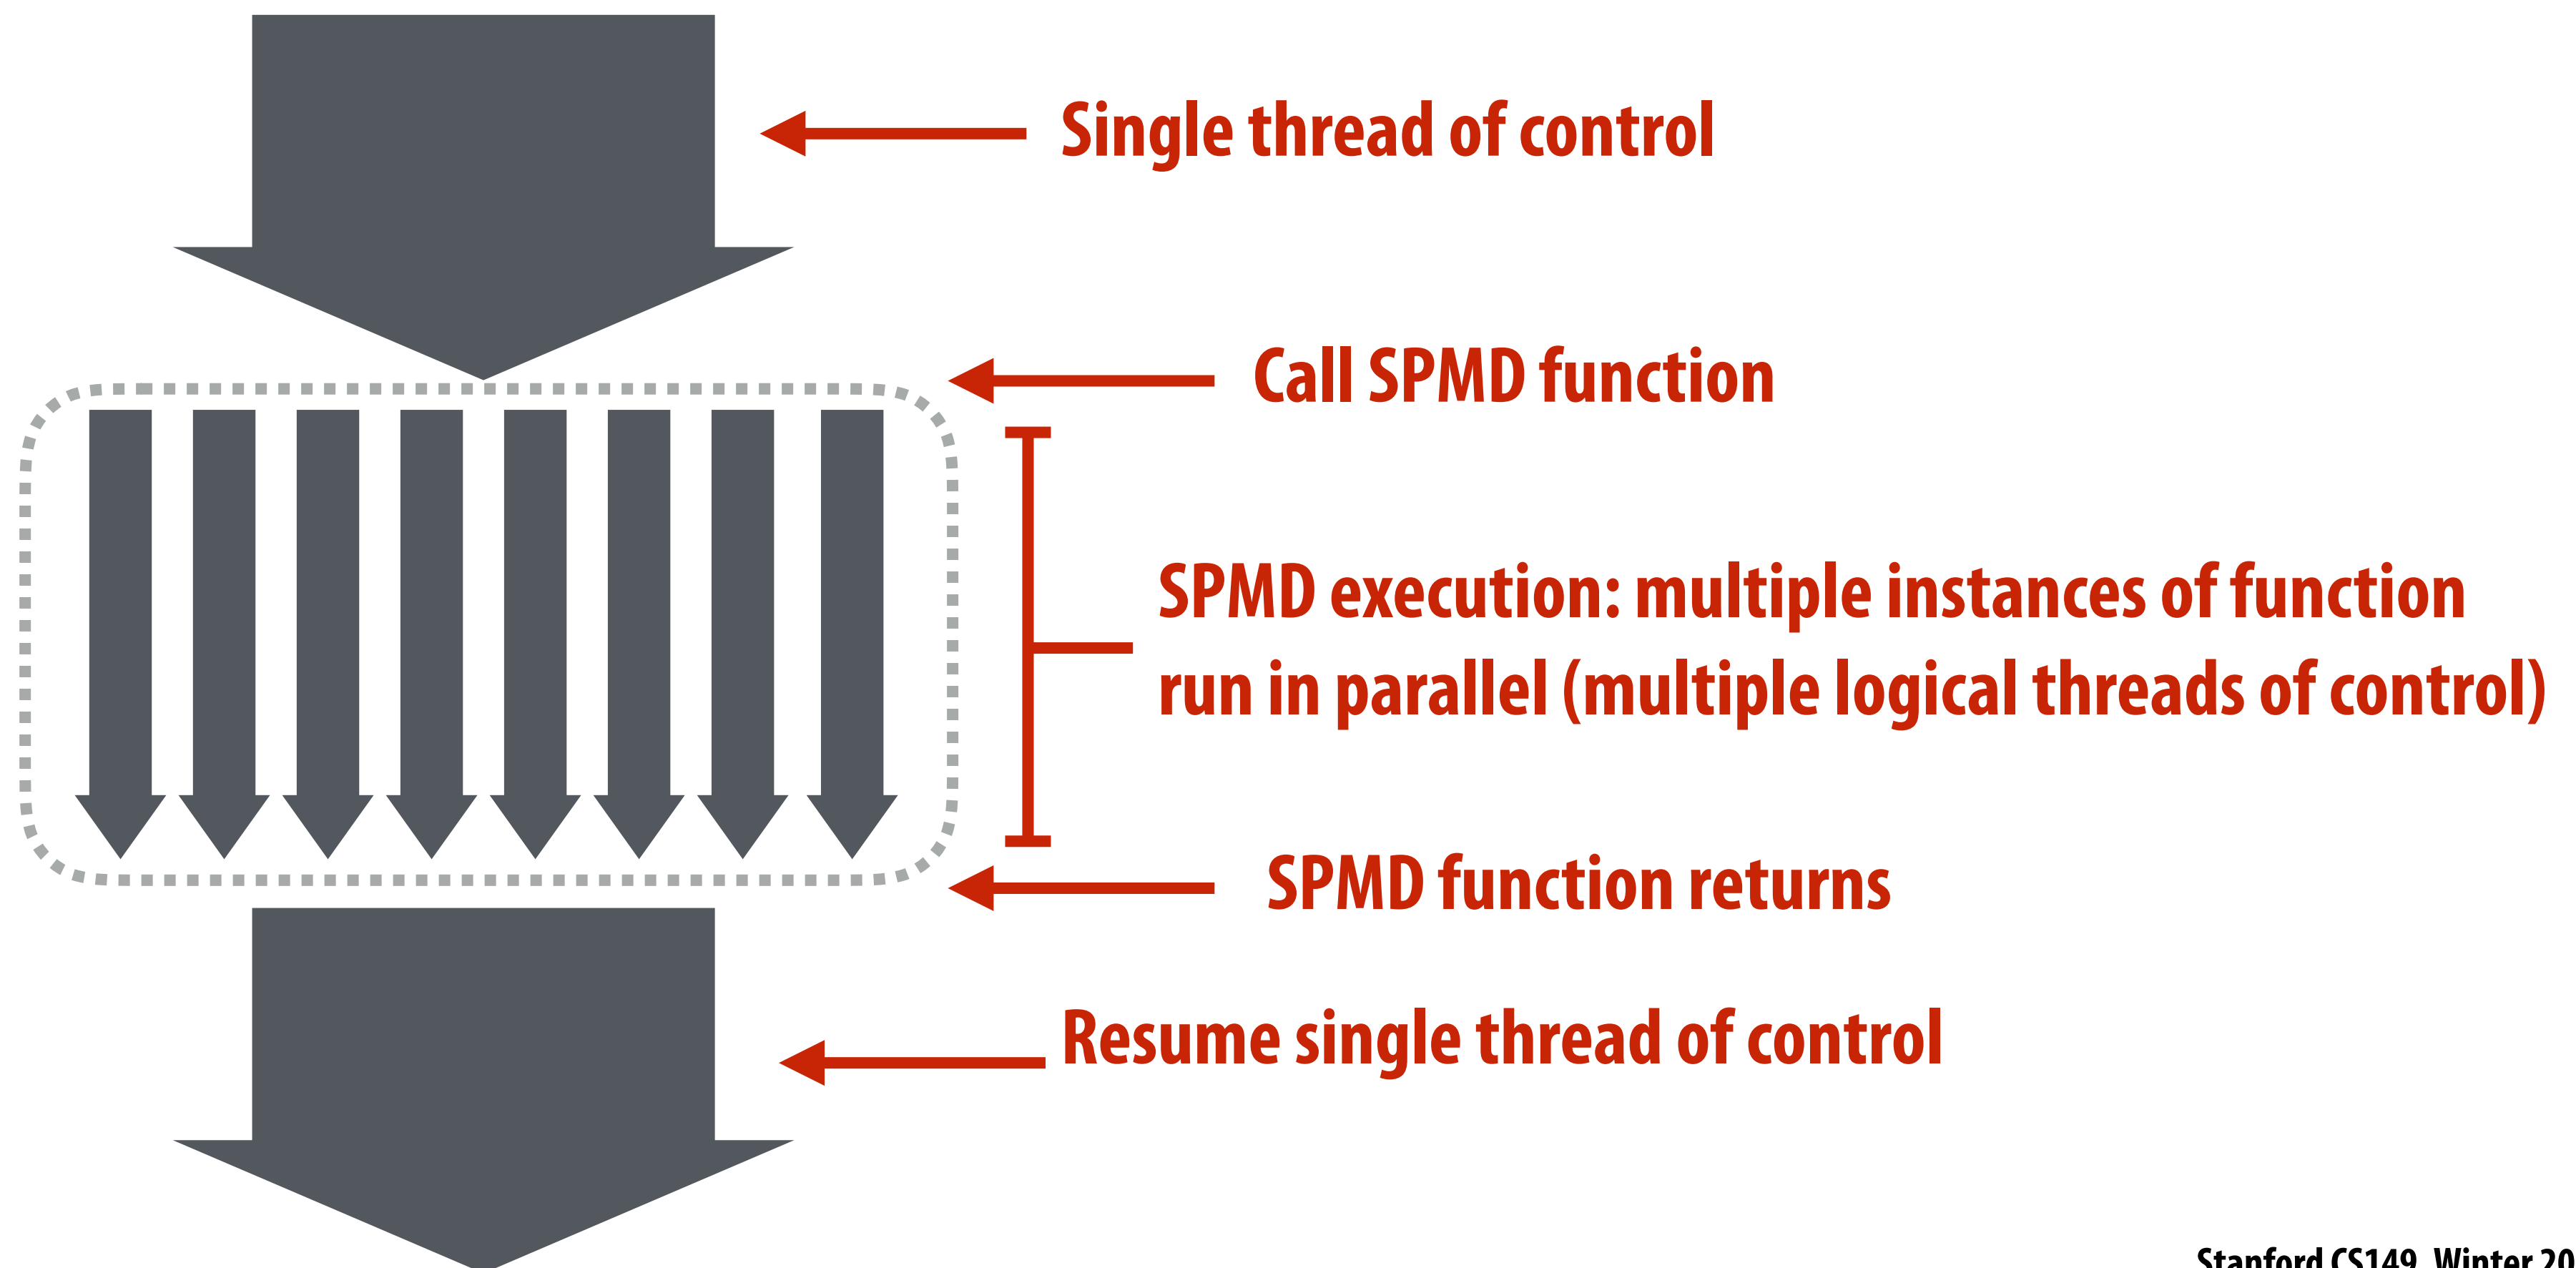 Single thread of control
Call SPMD function
SPMD execution: multiple instances of function
run in parallel (multiple logical threads of control)
SPMD function returns
Resume single thread of control
Stanford CS149, Winter 20